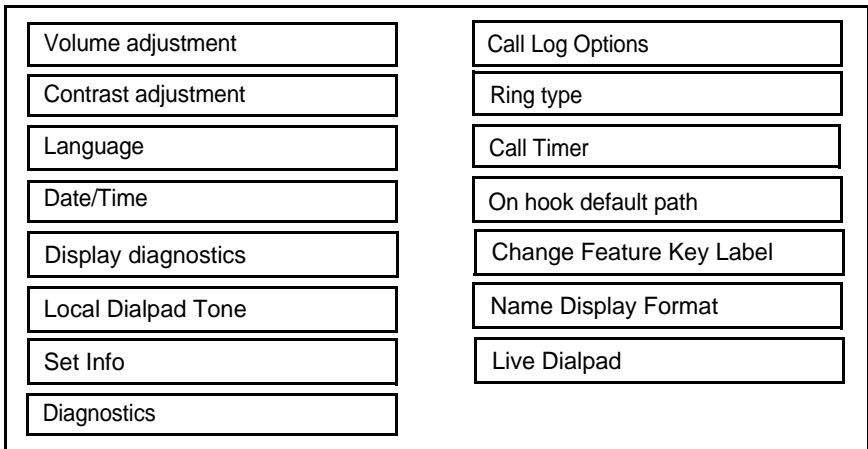 Volume adjustment
Contrast adjustment
Language
Date/Time
Display diagnostics
Local Dialpad Tone
Set Info
Diagnostics
Call Log Options
Ring type
Call Timer
On hook default path
Change Feature Key Label
Name Display Format
Live Dialpad